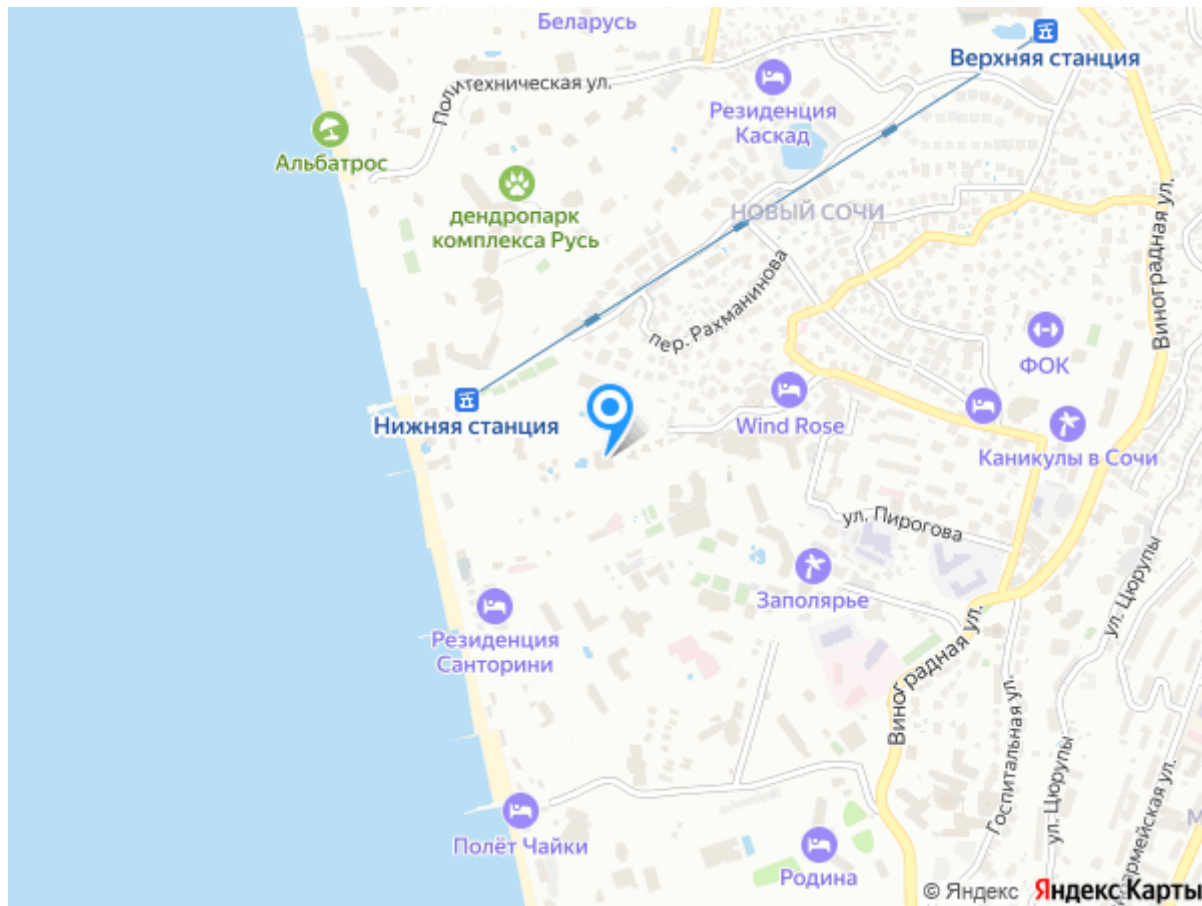 Беларусь
Верхняя станция
Политехническая ул.
Резиденция
Каскад
Альбатрос
дендропарк
комплекса Русь
НОВЫЙ СОЧИ
Виноградная ул.
пер. Рахманинова
ФОК
Нижняя станция
Wind Rose
Каникулы в Сочи
ул. Пирогова
Заполярье
ул. Цюрупы
Резиденция
Санторини
Виноградная ул.
Госпитальная ул.
ул. Цюрупы
армейская ул.
М
Полёт Чайки
Родина
© Яндекс Яндекс Карты